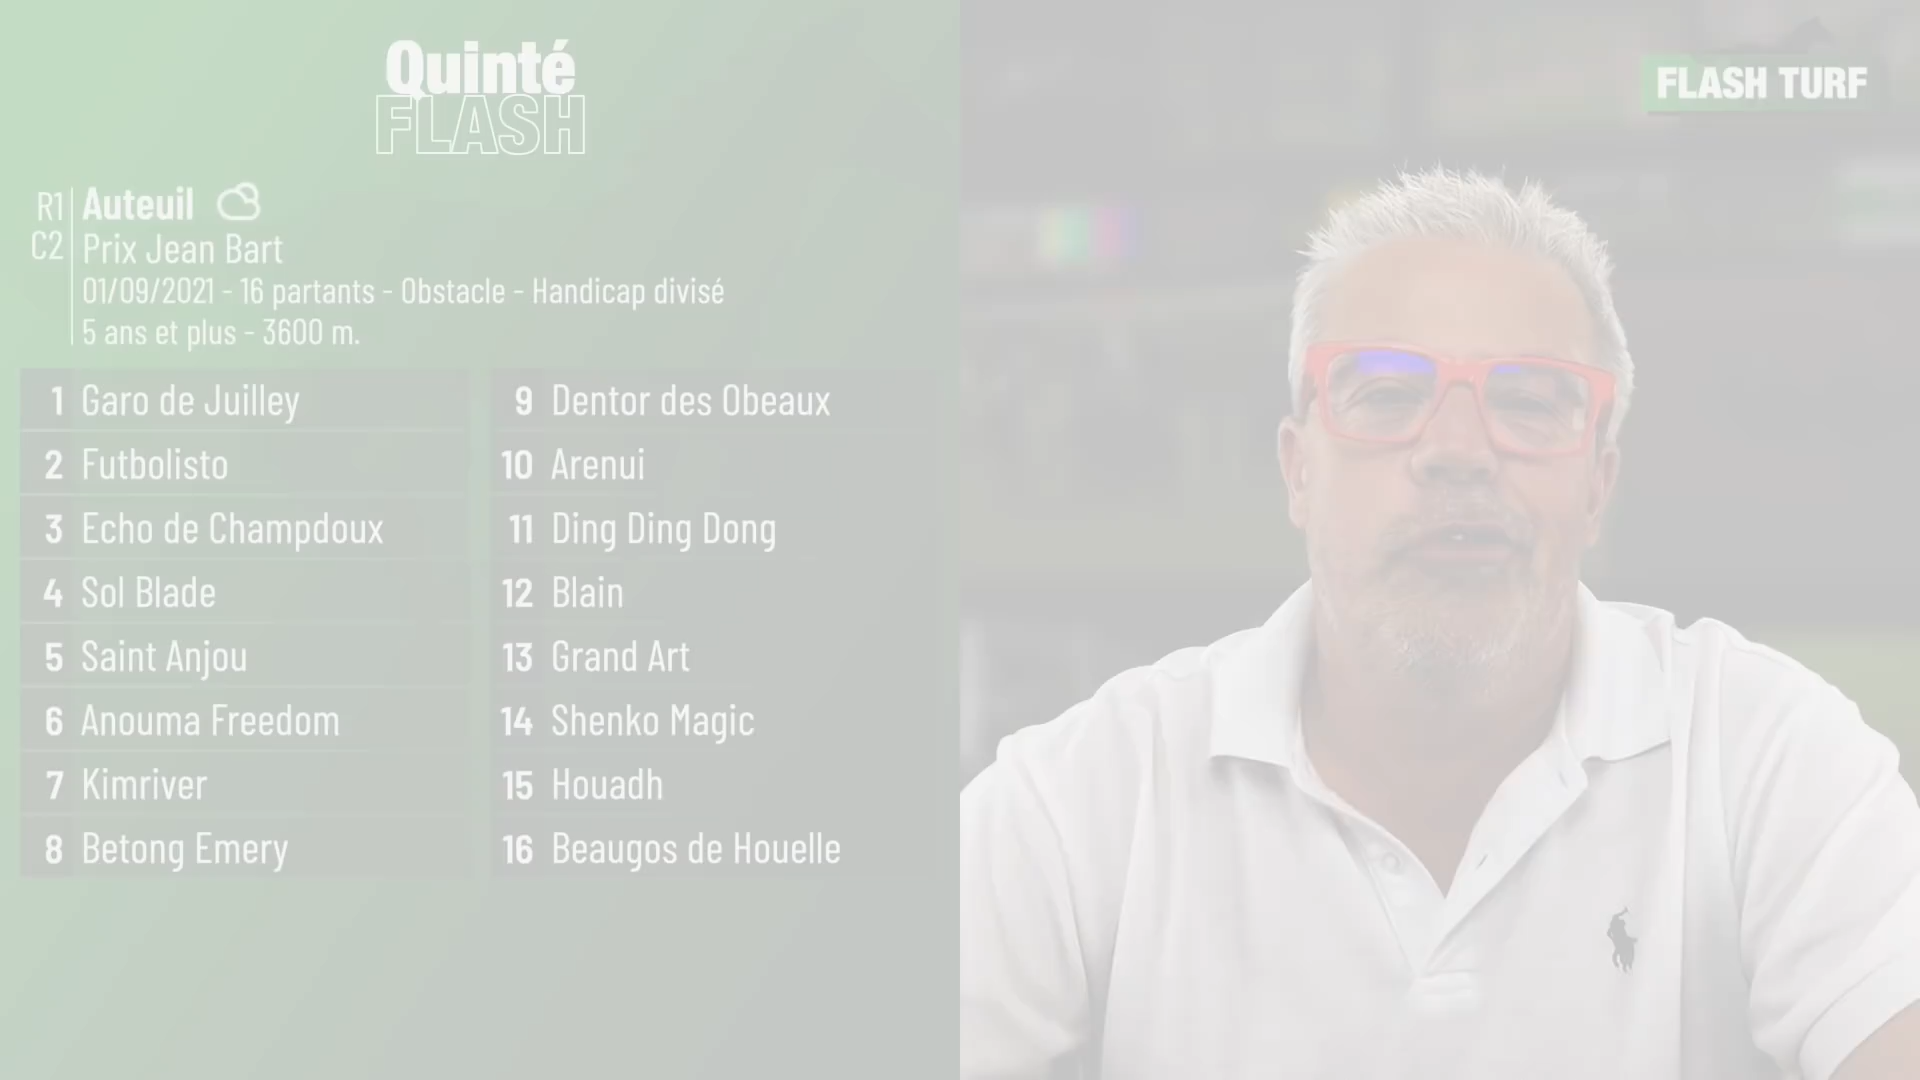 Quinté
FLASH
FLASH TURF
R1
C2
Auteuil
Prix Jean Bart
01/09/2021 - 16 partants - Obstacle - Handicap divisé
5 ans et plus - 3600 m.
1 Garo de Juilley
2 Futbolisto
3 Echo de Champdoux
4 Sol Blade
5 Saint Anjou
6 Anouma Freedom
7 Kimriver
8 Betong Emery
9 Dentor des Obeaux
10 Arenui
11 Ding Ding Dong
12 Blain
13 Grand Art
14 Shenko Magic
15 Houadh
16 Beaugos de Houelle